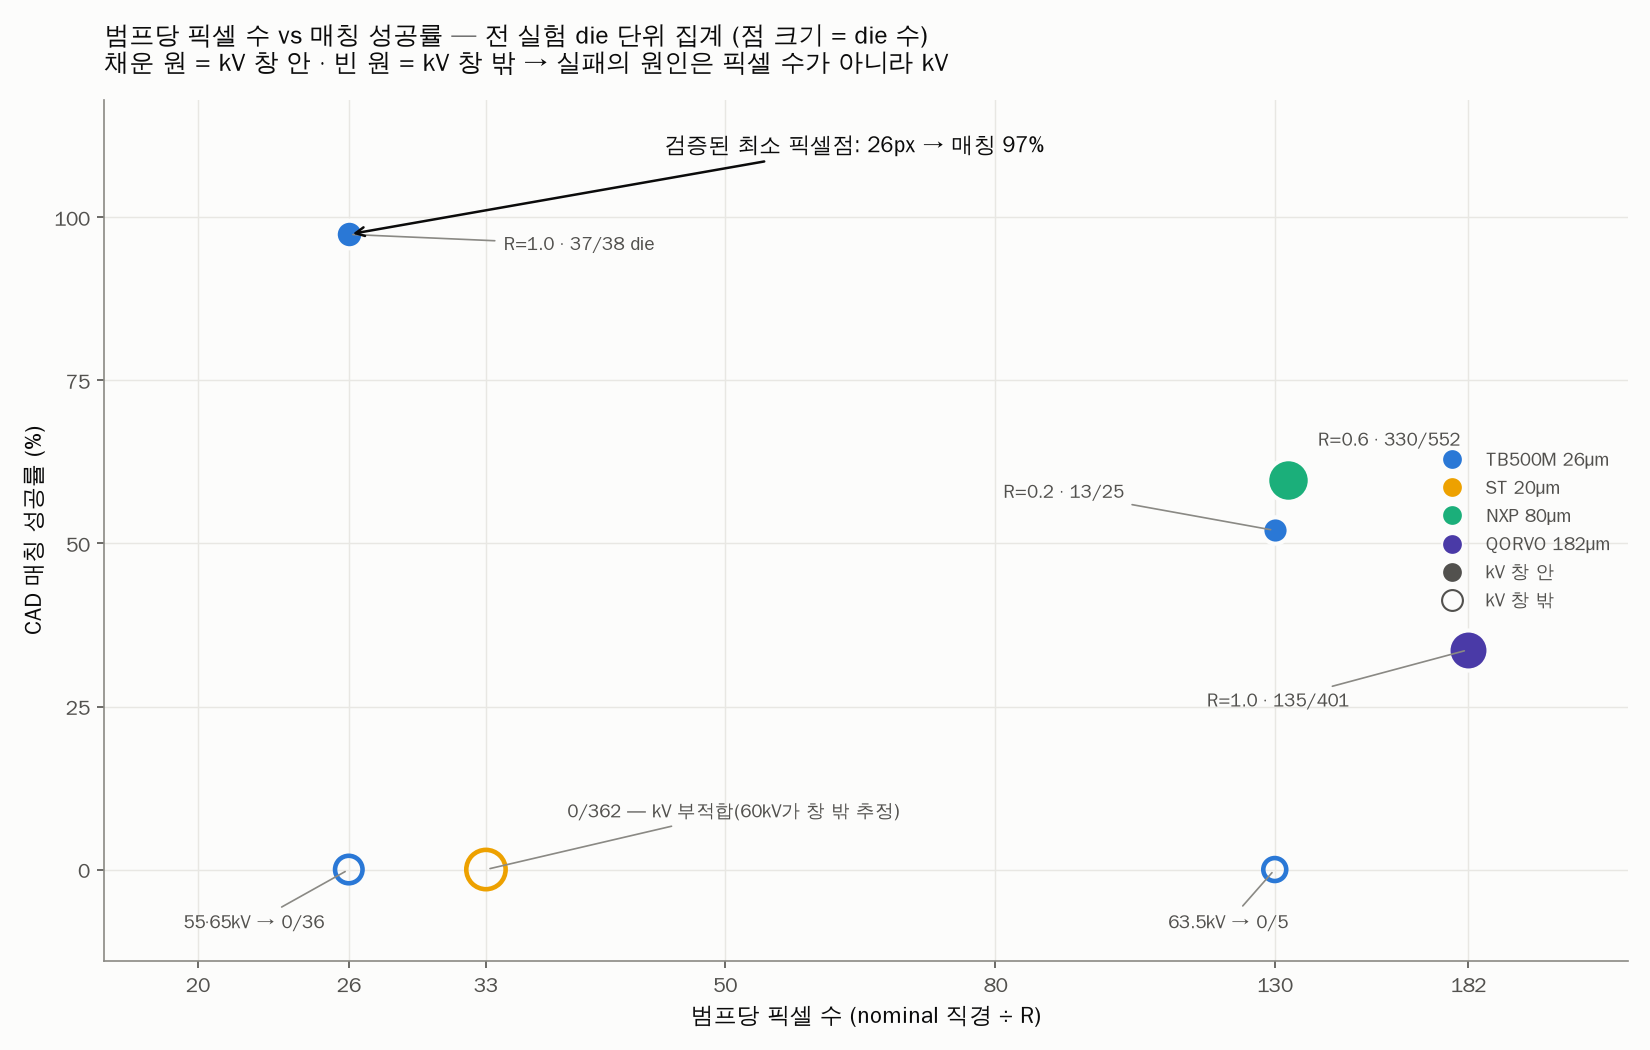 범프당 픽셀 수 vs 매칭 성공률 — 전 실험 die 단위 집계 (점 크기 = die 수)
채운 원 = kV 창 안 · 빈 원 = kV 창 밖 → 실패의 원인은 픽셀 수가 아니라 kV
검증된 최소 픽셀점: 26px → 매칭 97%
R=1.0 · 37/38 die
R=0.6 · 330/552
R=0.2 · 13/25
R=1.0 · 135/401
0/362 — kV 부적합(60kV가 창 밖 추정)
55·65kV → 0/36
63.5kV → 0/5
TB500M 26µm
ST 20µm
NXP 80µm
QORVO 182µm
kV 창 안
kV 창 밖
CAD 매칭 성공률 (%)
100
75
50
25
0
20
26
33
50
80
130
182
범프당 픽셀 수 (nominal 직경 ÷ R)